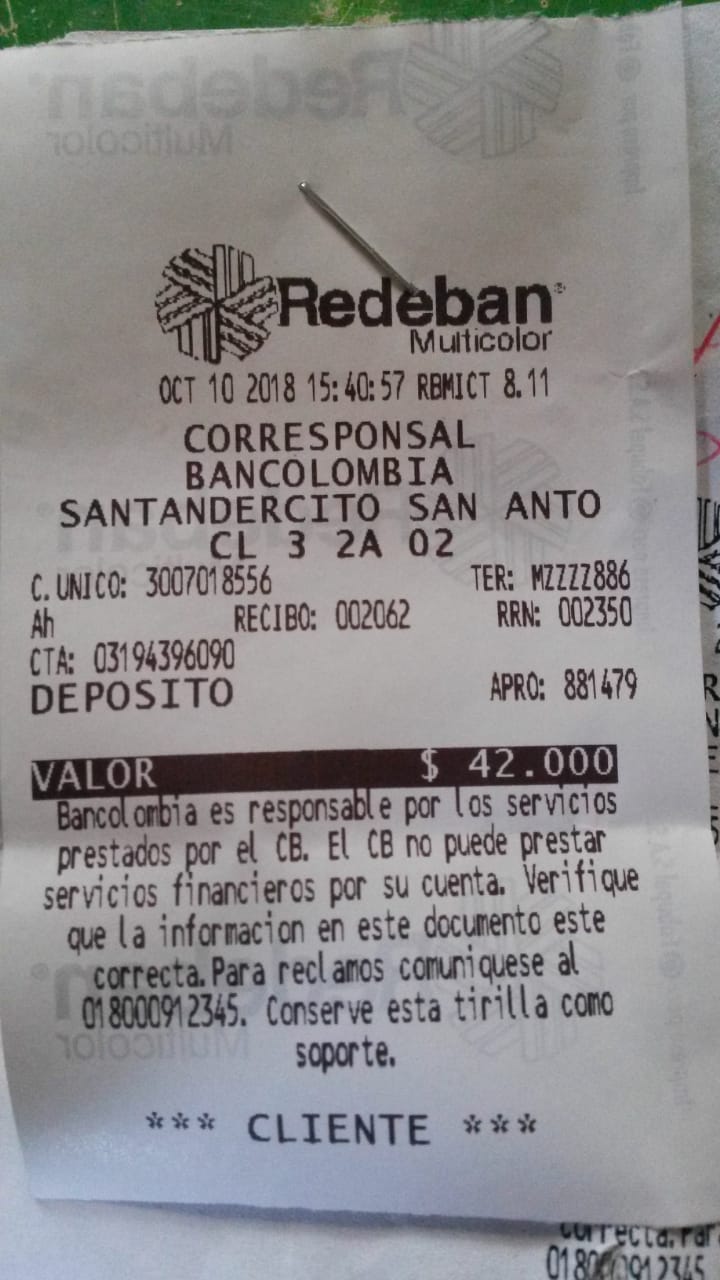 Redeban
Multicolor
OCT 10 2018 15:40:57 RBMICT 8.11
CORRESPONSAL
BANCOLOMBIA
SANTANDERCITO SAN ANTO
CL 3 2A 02
C. UNICO: 3007018556 TER: MZZZZ886
Ah RECIBO: 002062 RRN: 002350
CTA: 03194396090
DEPOSITO APRO: 881479
VALOR $ 42.000
Bancolombia es responsable por los servicios
prestados por el CB. El CB no puede prestar
servicios financieros por su cuenta. Verifique
que la informacion en este documento este
correcta. Para reclamos comuniquese al
018000912345. Conserve esta tirilla como
soporte.
*** CLIENTE ***
correcta. Par
018000912345